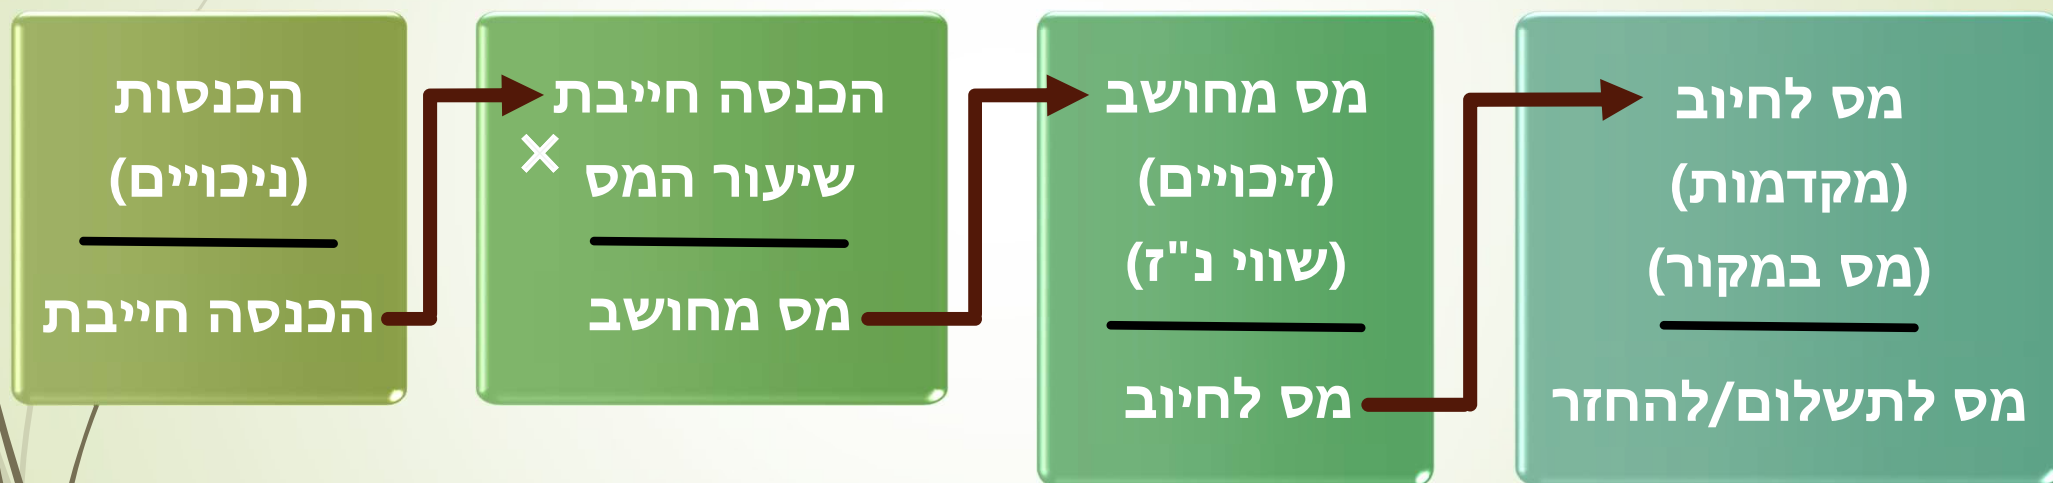 הכנסות
(ניכויים)
הכנסה חייבת
הכנסה חייבת
× שיעור המס
מס מחושב
מס מחושב
(זיכויים)
(שווי נ"ז)
מס לחיוב
מס לחיוב
(מקדמות)
(מס במקור)
מס לתשלום/להחזר